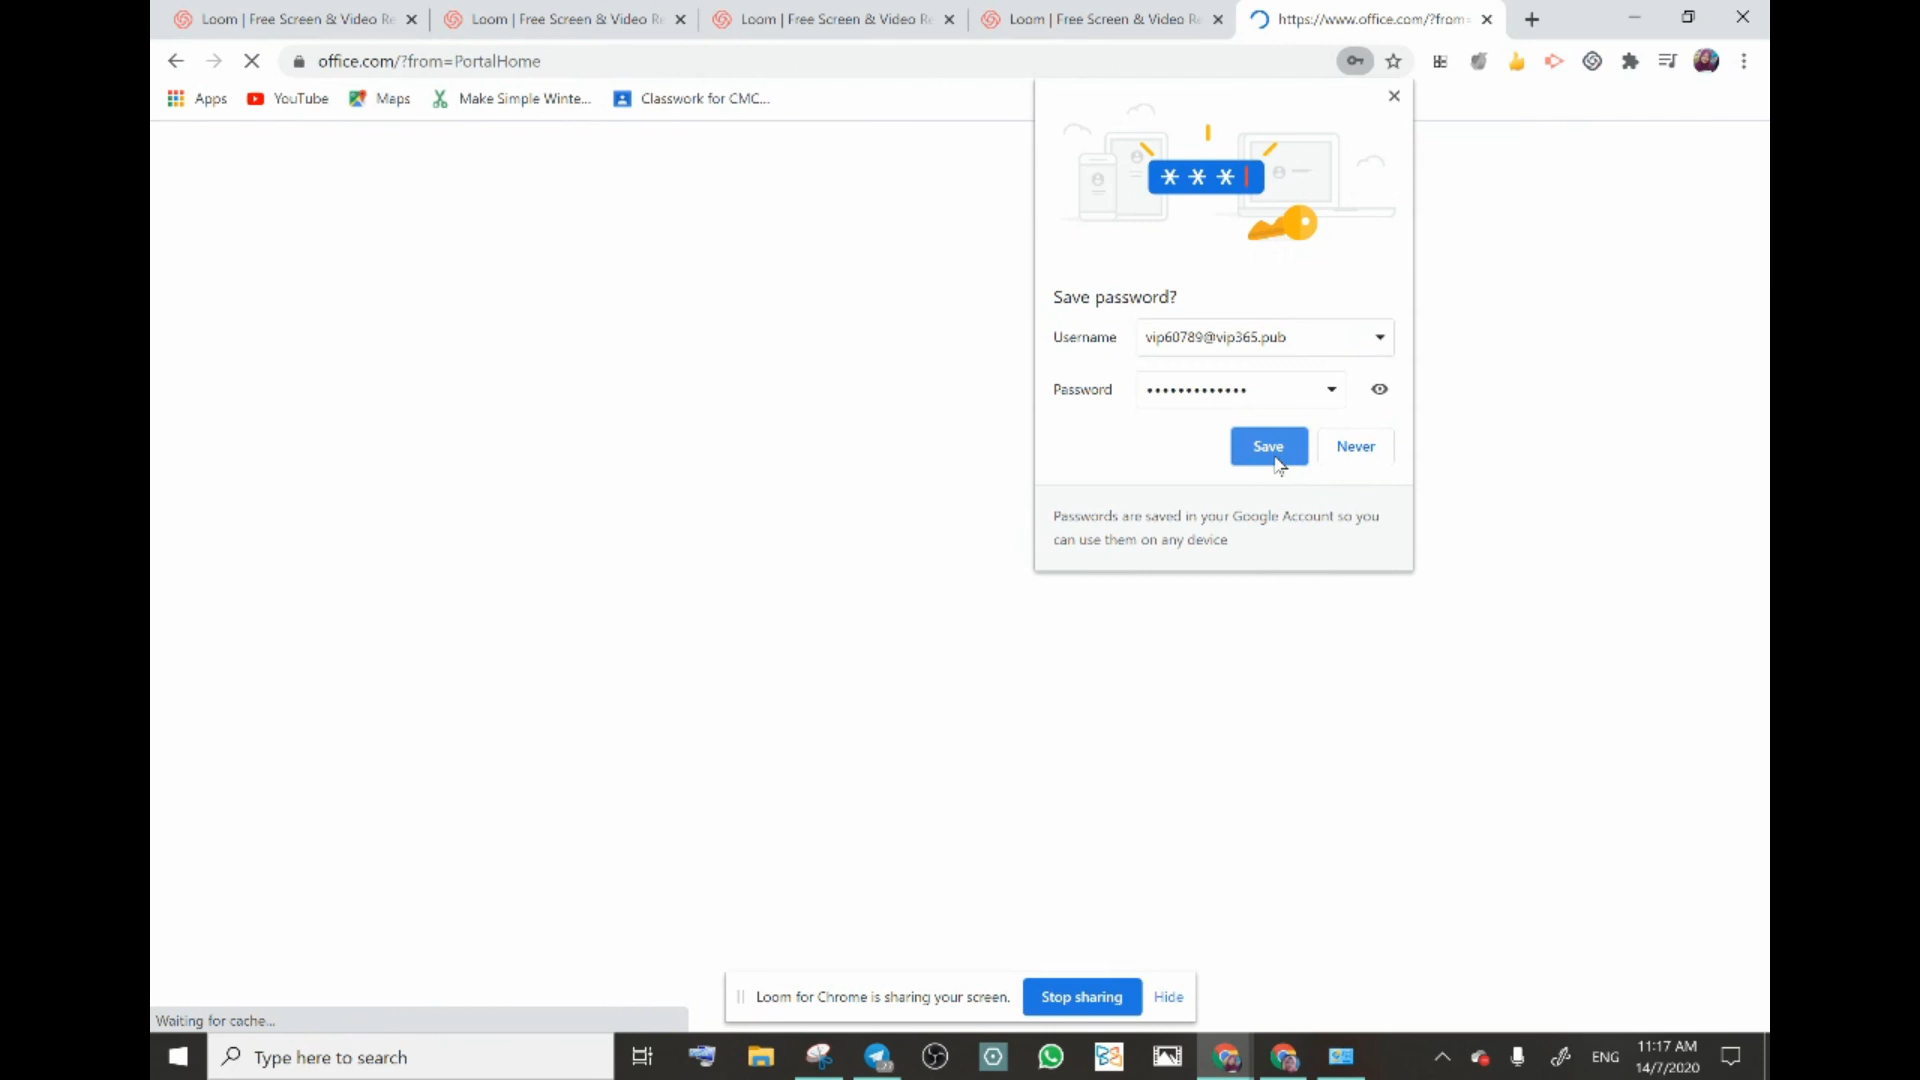 Loom | Free Screen & Video Re
Loom | Free Screen & Video Re
Loom | Free Screen & Video Re
Loom | Free Screen & Video Re
https://www.office.com/?from=
office.com/?from=PortalHome
Apps
YouTube
Maps
Make Simple Winte...
Classwork for CMC...
***
Save password?
Username
vip60789@vip365.pub
Password
•••••••••••••
Save
Never
Passwords are saved in your Google Account so you
can use them on any device
Loom for Chrome is sharing your screen.
Stop sharing
Hide
Waiting for cache...
Type here to search
ENG
11:17 AM
14/7/2020